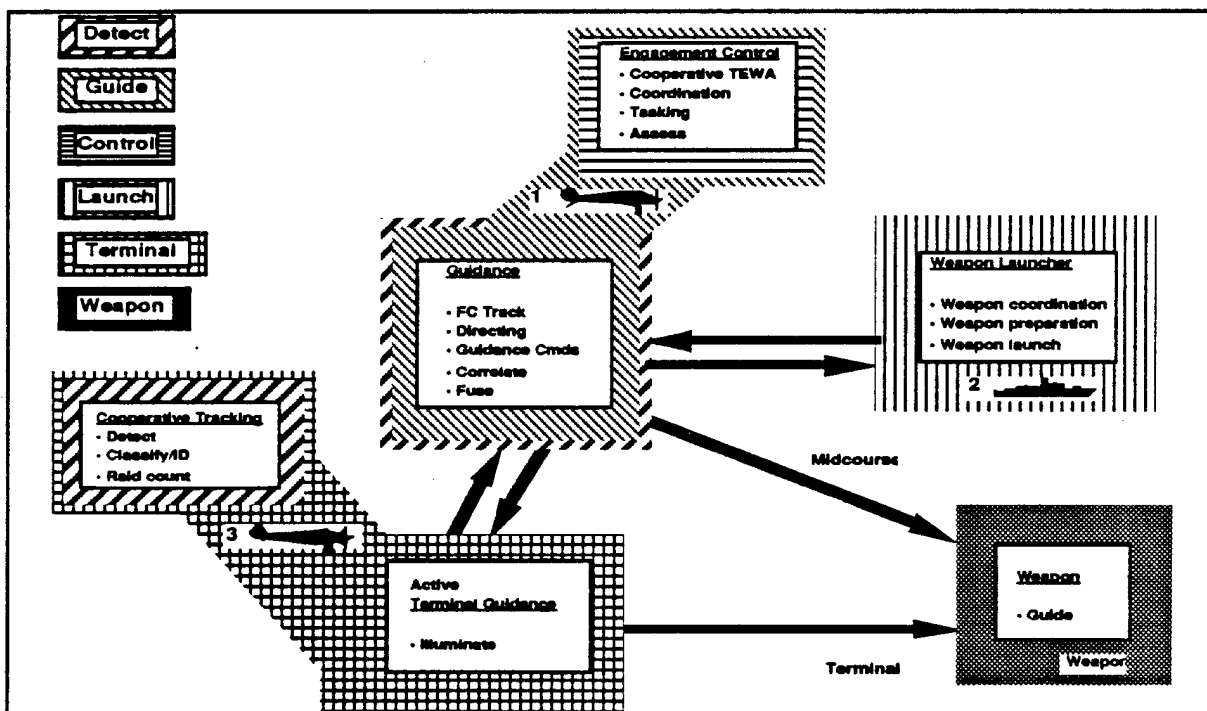 Detect
Guide
Control
Launch
Terminal
Weapon
Engagement Control
- Cooperative TEWA
- Coordination
- Tasking
- Assess
1
Guidance
- FC Track
- Directing
- Guidance Cmds
- Correlate
- Fuse
Weapon Launcher
- Weapon coordination
- Weapon preparation
- Weapon launch
2
Cooperative Tracking
- Detect
- Classify/ID
- Raid count
3
Midcourse
Active
Terminal Guidance
- Illuminate
Weapon
- Guide
Weapon
Terminal